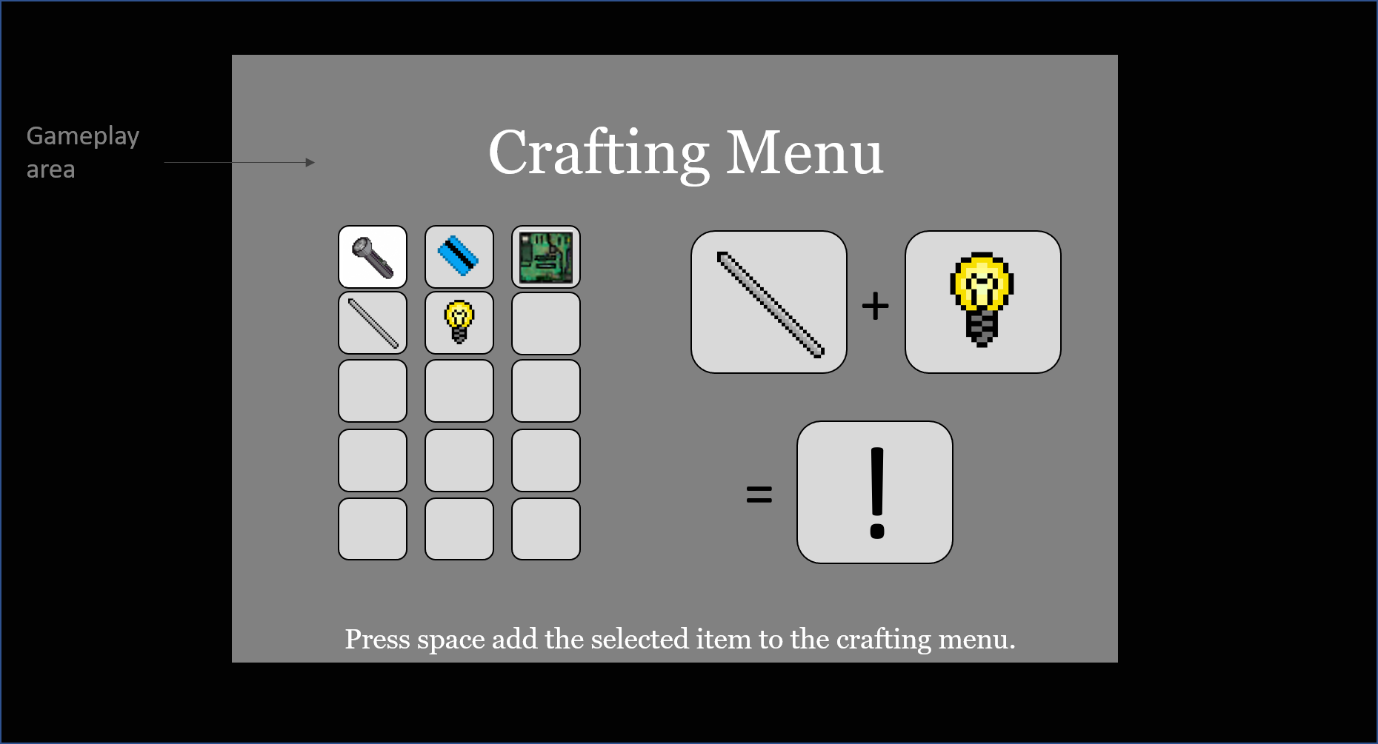 Gameplay
area
Crafting Menu
+
= !
Press space add the selected item to the crafting menu.